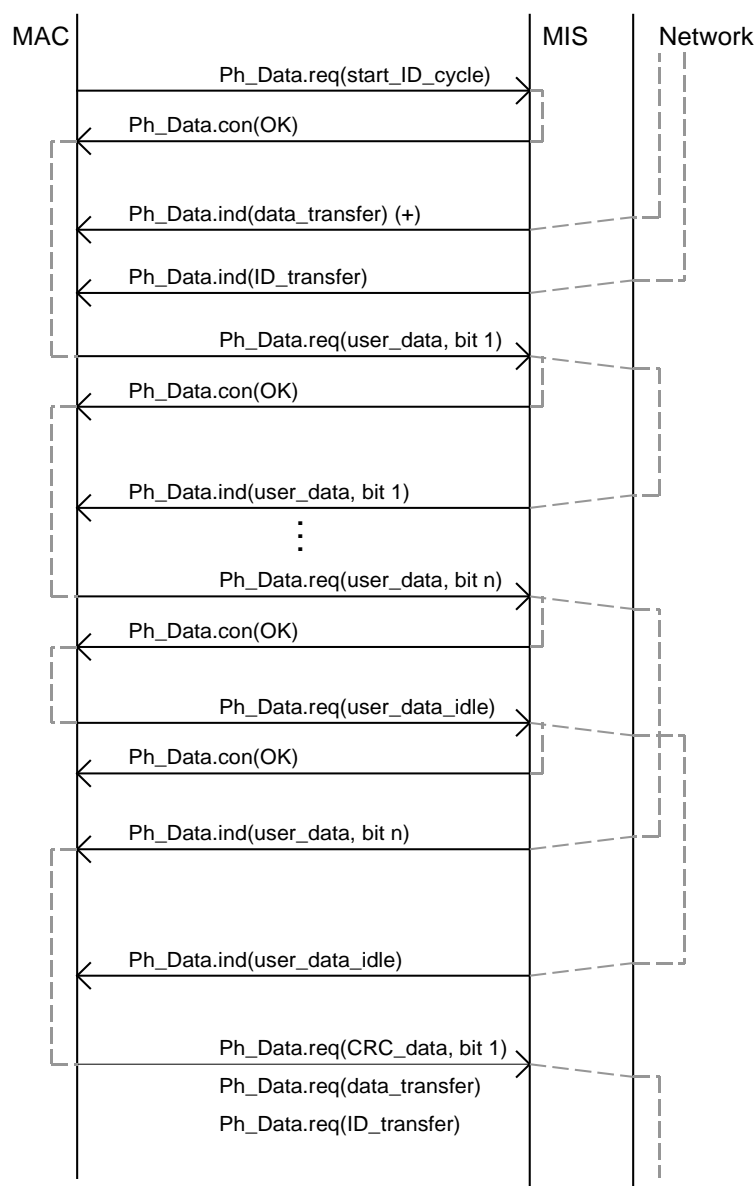 MAC MIS Network
Ph_Data.req(start_ID_cycle)
Ph_Data.con(OK)
Ph_Data.ind(data_transfer) (+)
Ph_Data.ind(ID_transfer)
Ph_Data.req(user_data, bit 1)
Ph_Data.con(OK)
Ph_Data.ind(user_data, bit 1)
Ph_Data.req(user_data, bit n)
Ph_Data.con(OK)
Ph_Data.req(user_data_idle)
Ph_Data.con(OK)
Ph_Data.ind(user_data, bit n)
Ph_Data.ind(user_data_idle)
Ph_Data.req(CRC_data, bit 1)
Ph_Data.req(data_transfer)
Ph_Data.req(ID_transfer)